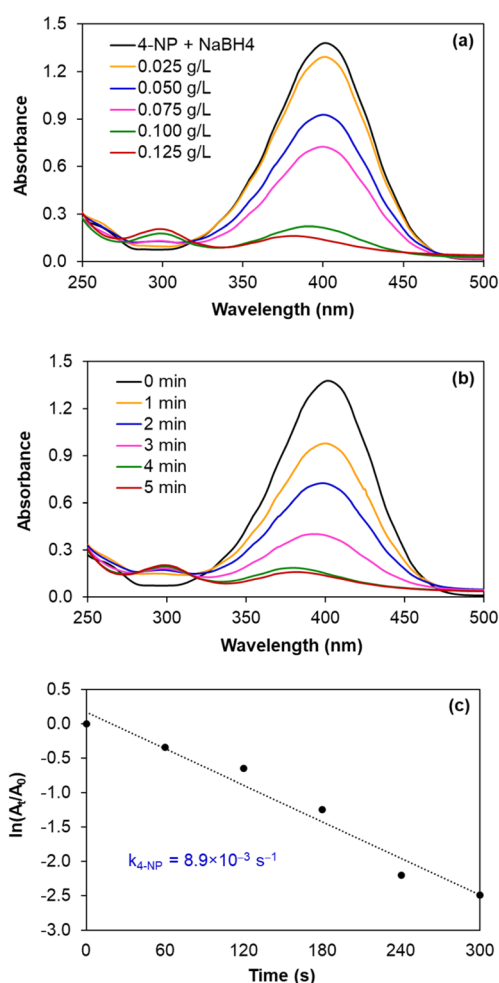 (a)
4-NP + NaBH4
0.025 g/L
0.050 g/L
0.075 g/L
0.100 g/L
0.125 g/L
Absorbance
1.5
1.2
0.9
0.6
0.3
0.0
250 300 350 400 450 500
Wavelength (nm)
(b)
0 min
1 min
2 min
3 min
4 min
5 min
Absorbance
1.5
1.2
0.9
0.6
0.3
0.0
250 300 350 400 450 500
Wavelength (nm)
(c)
ln(At/A0)
0.5
0.0
-0.5
-1.0
-1.5
-2.0
-2.5
-3.0
k4-NP = 8.9×10⁻³ s⁻¹
0 60 120 180 240 300
Time (s)